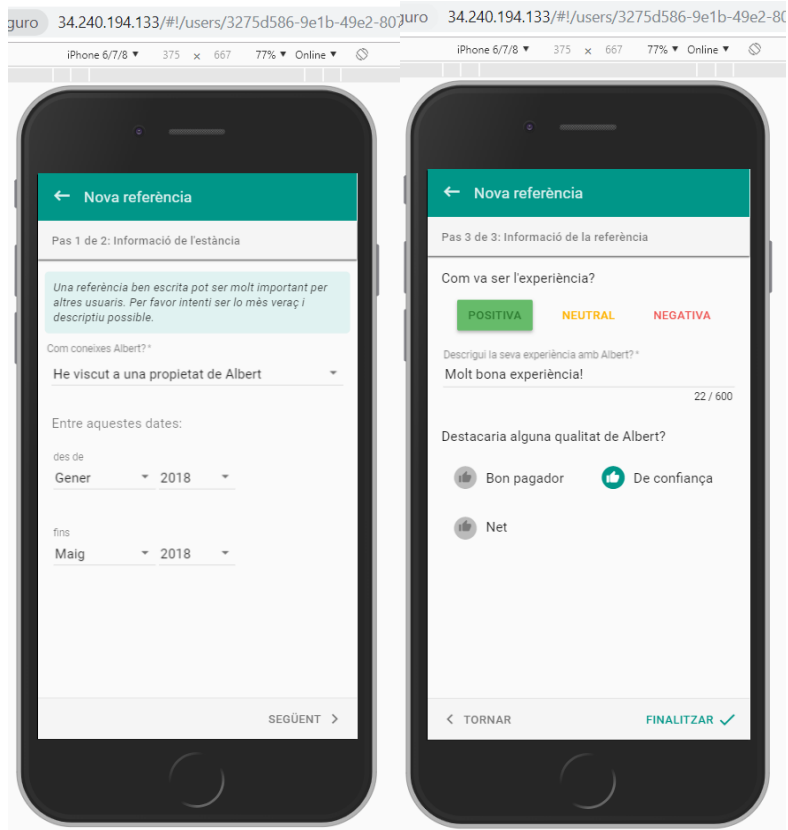 guro 34.240.194.133/#!/users/3275d586-9e1b-49e2-807
iPhone 6/7/8 ▼ 375 × 667 77% ▼ Online ▼
← Nova referència
Pas 1 de 2: Informació de l'estància
Una referència ben escrita pot ser molt important per
altres usuaris. Per favor intenti ser lo mès veraç i
descriptiu possible.
Com coneixes Albert? *
He viscut a una propietat de Albert
Entre aquestes dates:
des de
Gener 2018
fins
Maig 2018
SEGÜENT >
guro 34.240.194.133/#!/users/3275d586-9e1b-49e2-80
iPhone 6/7/8 ▼ 375 × 667 77% ▼ Online ▼
← Nova referència
Pas 3 de 3: Informació de la referència
Com va ser l'experiència?
POSITIVA NEUTRAL NEGATIVA
Descrigui la seva experiència amb Albert? *
Molt bona experiència!
22 / 600
Destacaria alguna qualitat de Albert?
Bon pagador De confiança
Net
< TORNAR FINALITZAR ✓